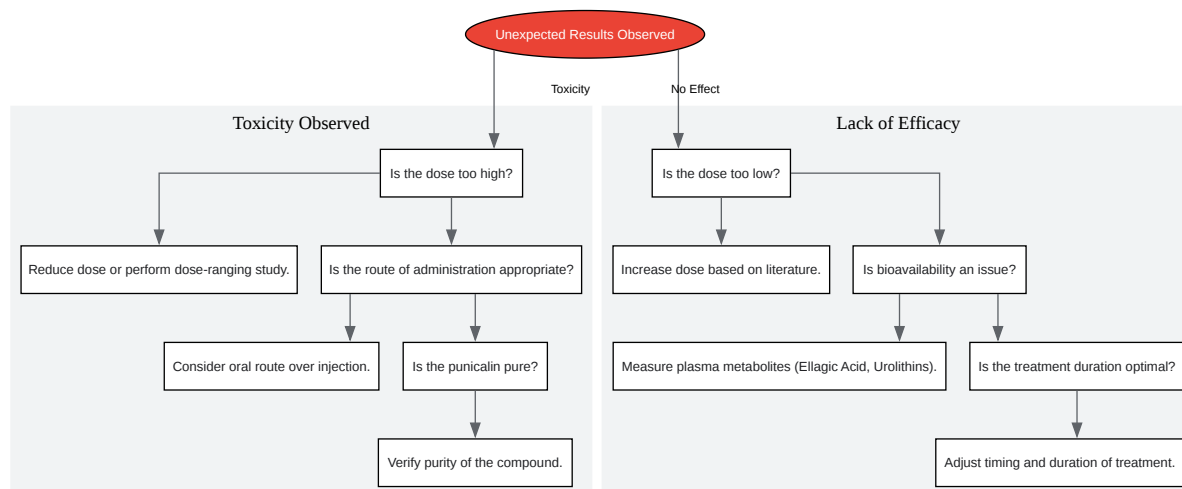 Unexpected Results Observed
Toxicity
No Effect
Toxicity Observed
Lack of Efficacy
Is the dose too high?
Is the dose too low?
Reduce dose or perform dose-ranging study.
Is the route of administration appropriate?
Increase dose based on literature.
Is bioavailability an issue?
Consider oral route over injection.
Is the punicalin pure?
Measure plasma metabolites (Ellagic Acid, Urolithins).
Is the treatment duration optimal?
Verify purity of the compound.
Adjust timing and duration of treatment.